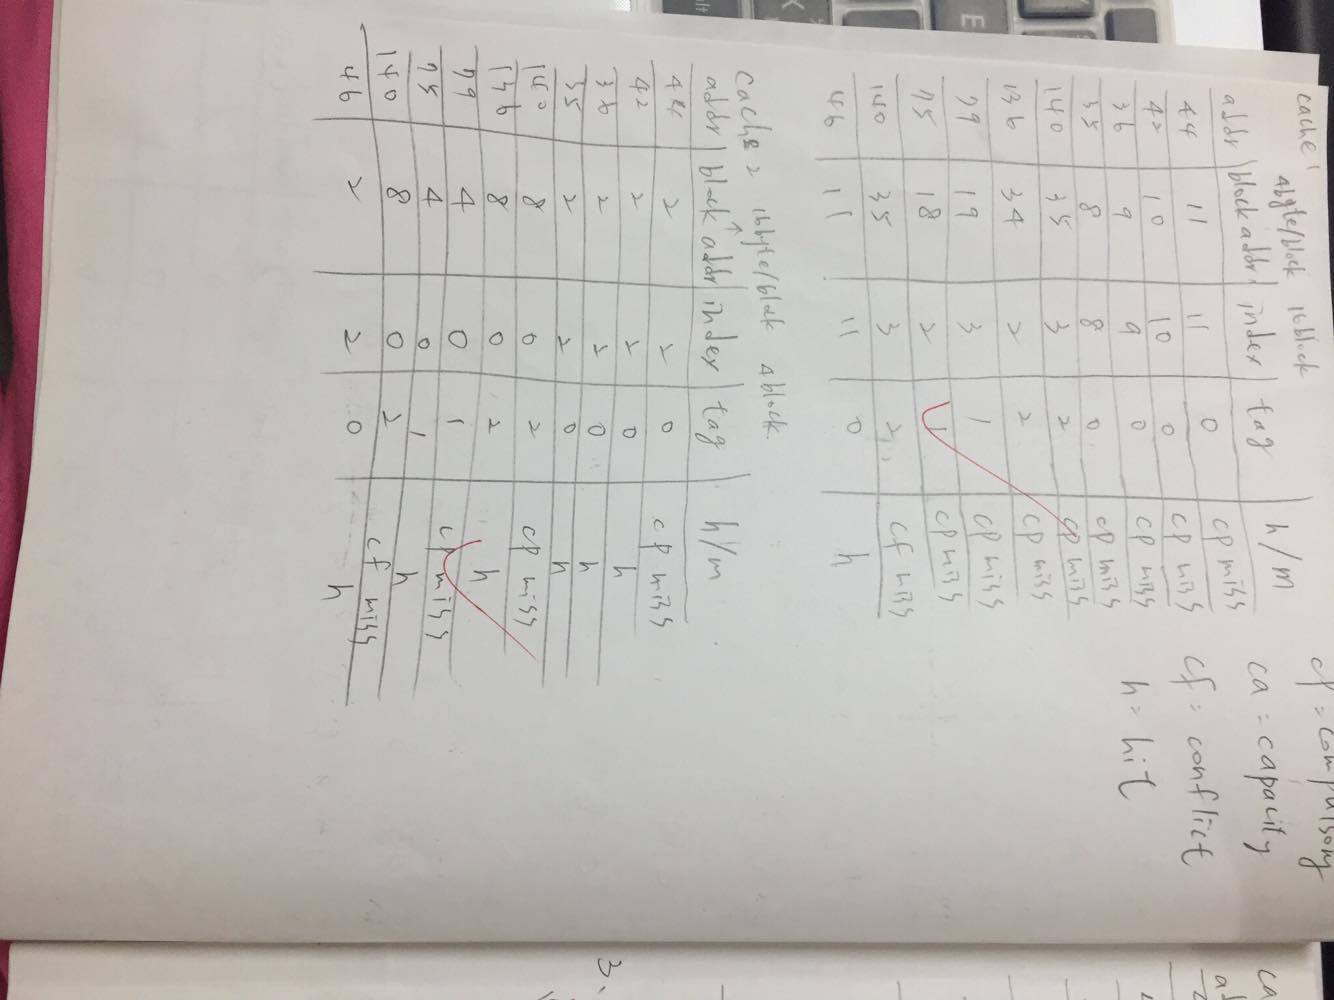 cache 1
4byte/block 16block
addr block addr index tag h/m
44 11 11 0 cp miss
42 10 10 0 cp miss
36 9 9 0 cp miss
35 8 8 0 cp miss
140 35 3 2 cp miss
136 34 2 2 cp miss
79 19 3 1 cp miss
75 18 2 1 cp miss
140 35 3 2 cf miss
46 11 11 0 h
cp = compulsory
ca = capacity
cf = conflict
h = hit
cache 2 16byte/block 4block.
addr block addr index tag h/m
44 2 2 0 cp miss
42 2 2 0 h
36 2 2 0 h
35 2 2 0 h
140 8 0 2 cp miss
136 8 0 2 h
79 4 0 1 cp miss
75 4 0 1 h
140 8 0 2 cf miss
46 2 2 0 h
ca
3.